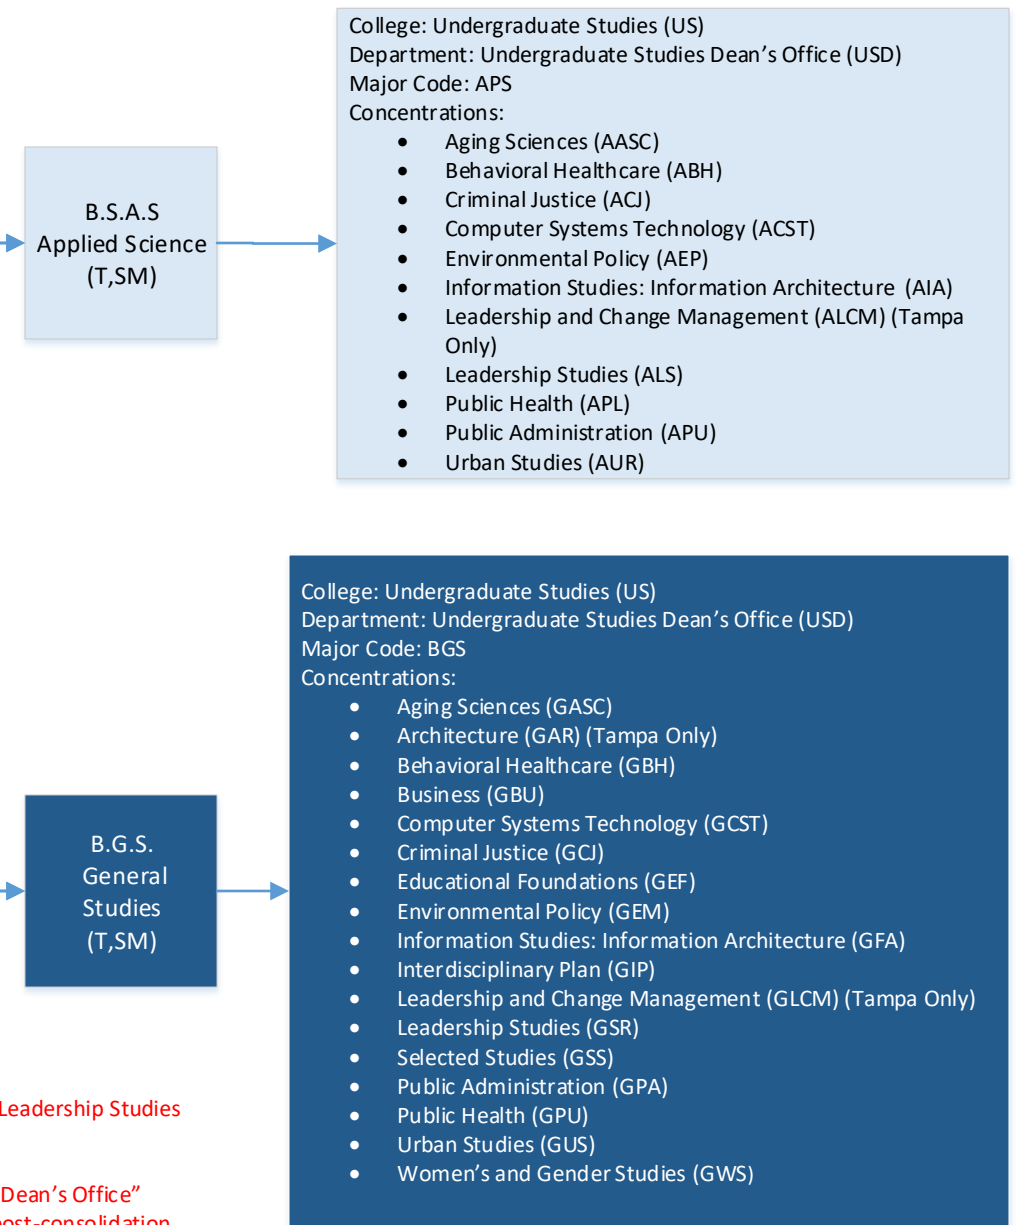 College: Undergraduate Studies (US)
Department: Undergraduate Studies Dean’s Office (USD)
Major Code: APS
Concentrations:
• Aging Sciences (AASC)
• Behavioral Healthcare (ABH)
• Criminal Justice (ACJ)
• Computer Systems Technology (ACST)
• Environmental Policy (AEP)
• Information Studies: Information Architecture (AIA)
• Leadership and Change Management (ALCM) (Tampa
Only)
• Leadership Studies (ALS)
• Public Health (APL)
• Public Administration (APU)
• Urban Studies (AUR)
B.S.A.S
Applied Science
(T,SM)
College: Undergraduate Studies (US)
Department: Undergraduate Studies Dean’s Office (USD)
Major Code: BGS
Concentrations:
• Aging Sciences (GASC)
• Architecture (GAR) (Tampa Only)
• Behavioral Healthcare (GBH)
• Business (GBU)
• Computer Systems Technology (GCST)
• Criminal Justice (GCJ)
• Educational Foundations (GEF)
• Environmental Policy (GEM)
• Information Studies: Information Architecture (GFA)
• Interdisciplinary Plan (GIP)
• Leadership and Change Management (GLCM) (Tampa Only)
• Leadership Studies (GSR)
• Selected Studies (GSS)
• Public Administration (GPA)
• Public Health (GPU)
• Urban Studies (GUS)
• Women’s and Gender Studies (GWS)
B.G.S.
General
Studies
(T,SM)
Leadership Studies
Dean’s Office”
post-consolidation